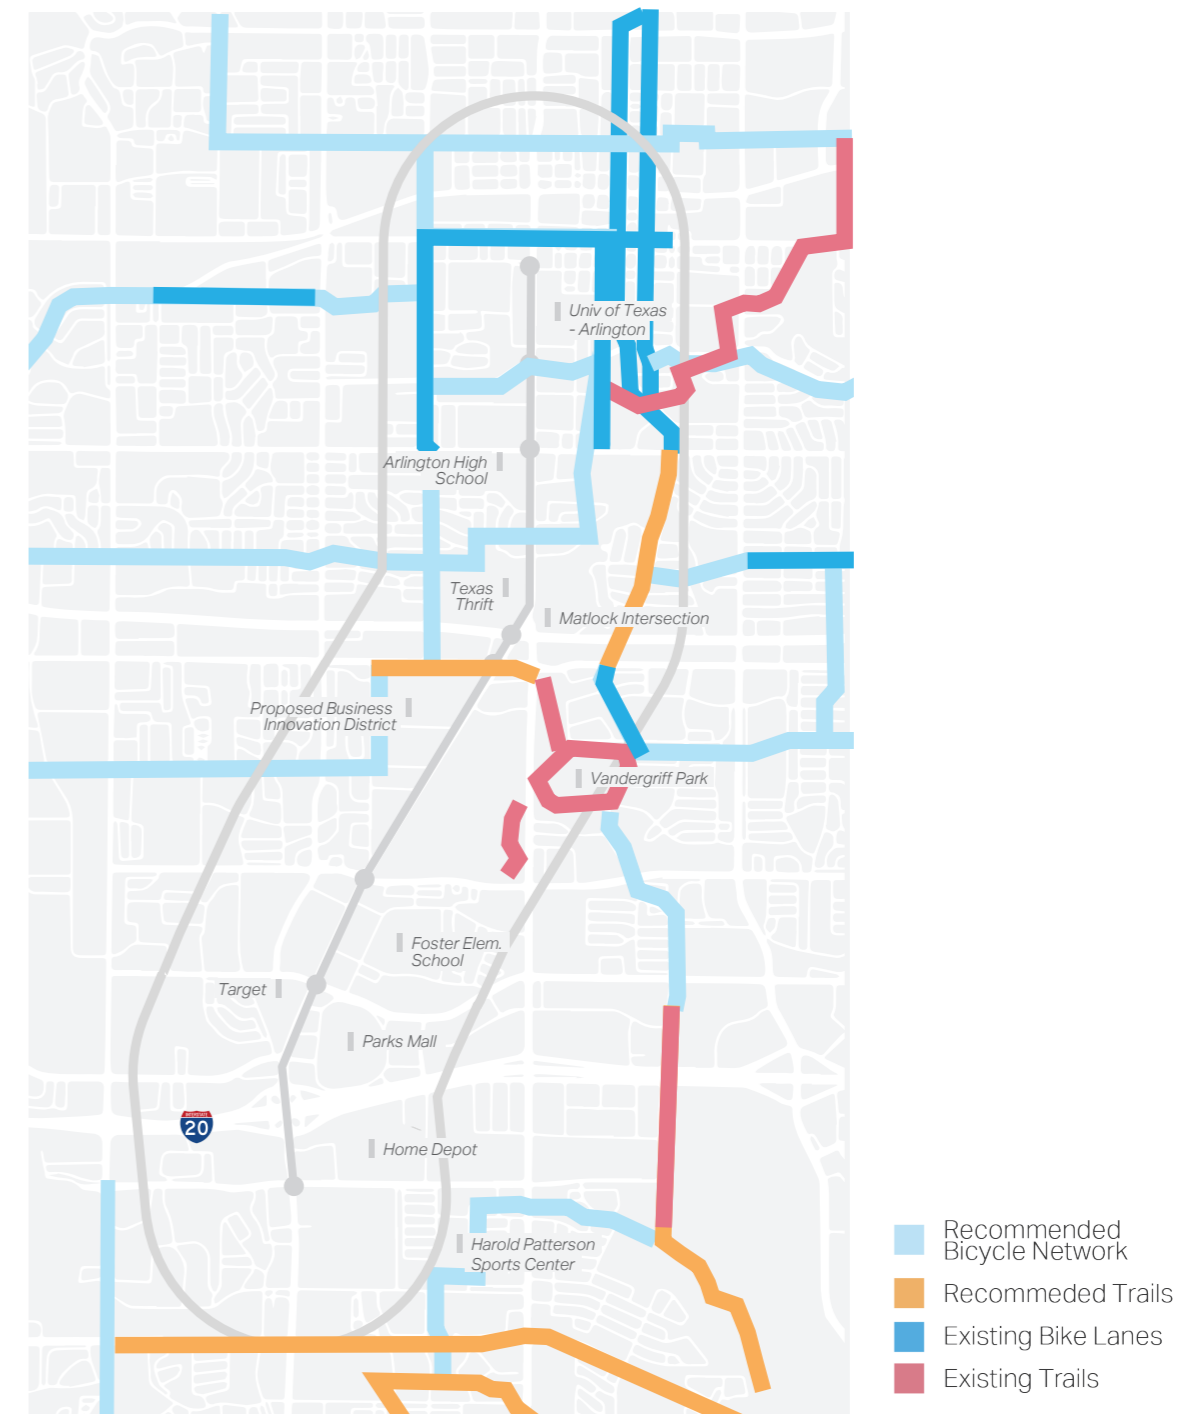 Univ of Texas
- Arlington
Arlington High
School
Texas
Thrift
Matlock Intersection
Proposed Business
Innovation District
Vandergriff Park
Foster Elem.
School
Target
Parks Mall
INTERSTATE
20
Home Depot
Harold Patterson
Sports Center
Recommended
Bicycle Network
Recommeded Trails
Existing Bike Lanes
Existing Trails